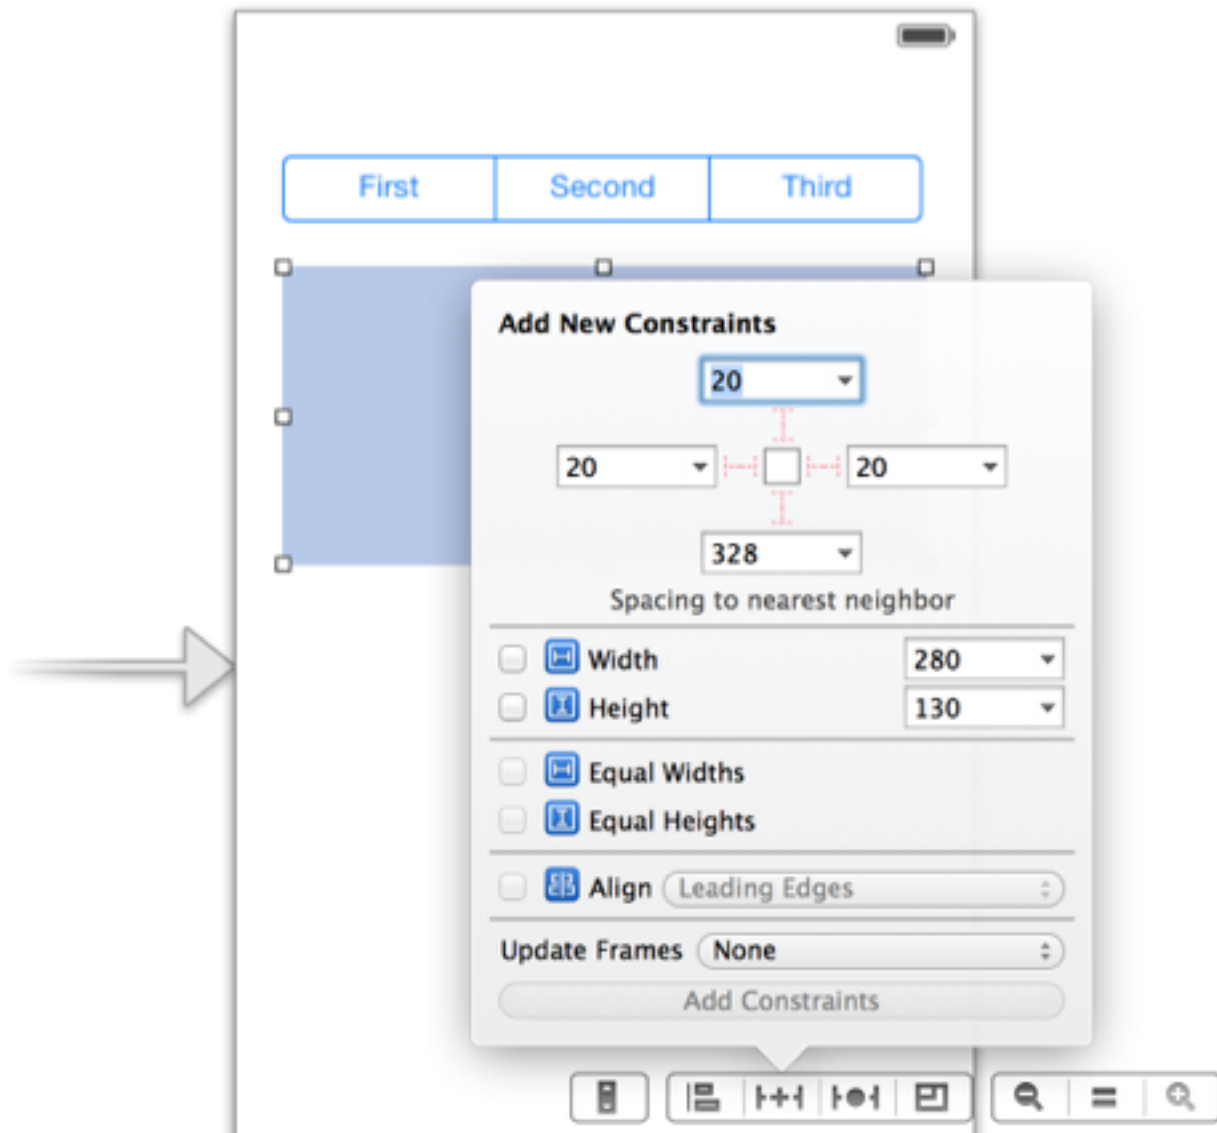 First Second Third
Add New Constraints
20
20 20
328
Spacing to nearest neighbor
Width 280
Height 130
Equal Widths
Equal Heights
Align Leading Edges
Update Frames None
Add Constraints